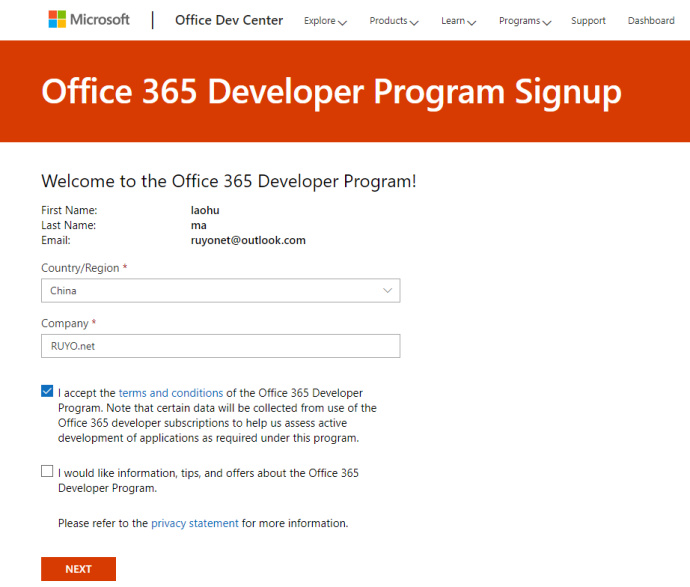 Microsoft | Office Dev Center Explore Products Learn Programs Support Dashboard
Office 365 Developer Program Signup
Welcome to the Office 365 Developer Program!
First Name: laohu
Last Name: ma
Email: ruyonet@outlook.com
Country/Region *
China
Company *
RUYO.net
I accept the terms and conditions of the Office 365 Developer
Program. Note that certain data will be collected from use of the
Office 365 developer subscriptions to help us assess active
development of applications as required under this program.
I would like information, tips, and offers about the Office 365
Developer Program.
Please refer to the privacy statement for more information.
NEXT